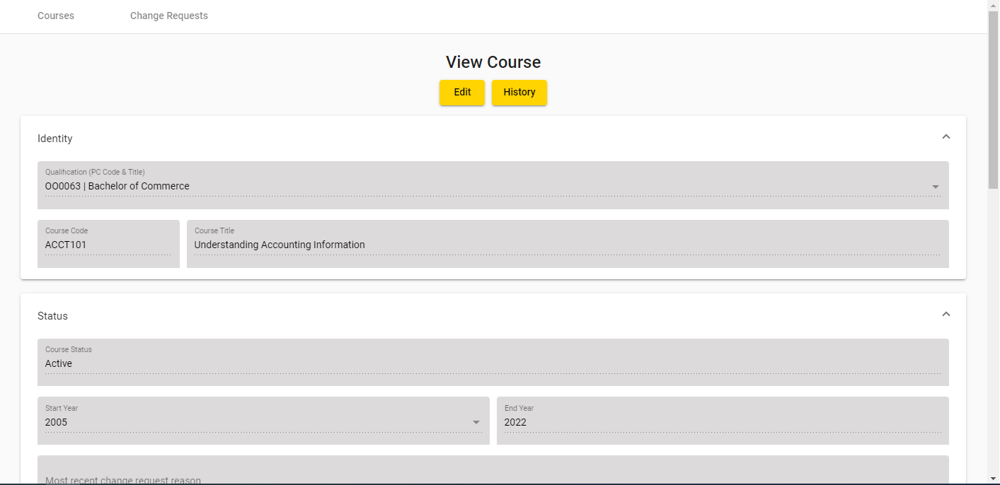 Courses Change Requests
View Course
Edit History
Identity
Qualification (PC Code & Title)
OO0063 | Bachelor of Commerce
Course Code Course Title
ACCT101 Understanding Accounting Information
Status
Course Status
Active
Start Year End Year
2005 2022
Most recent change request reason